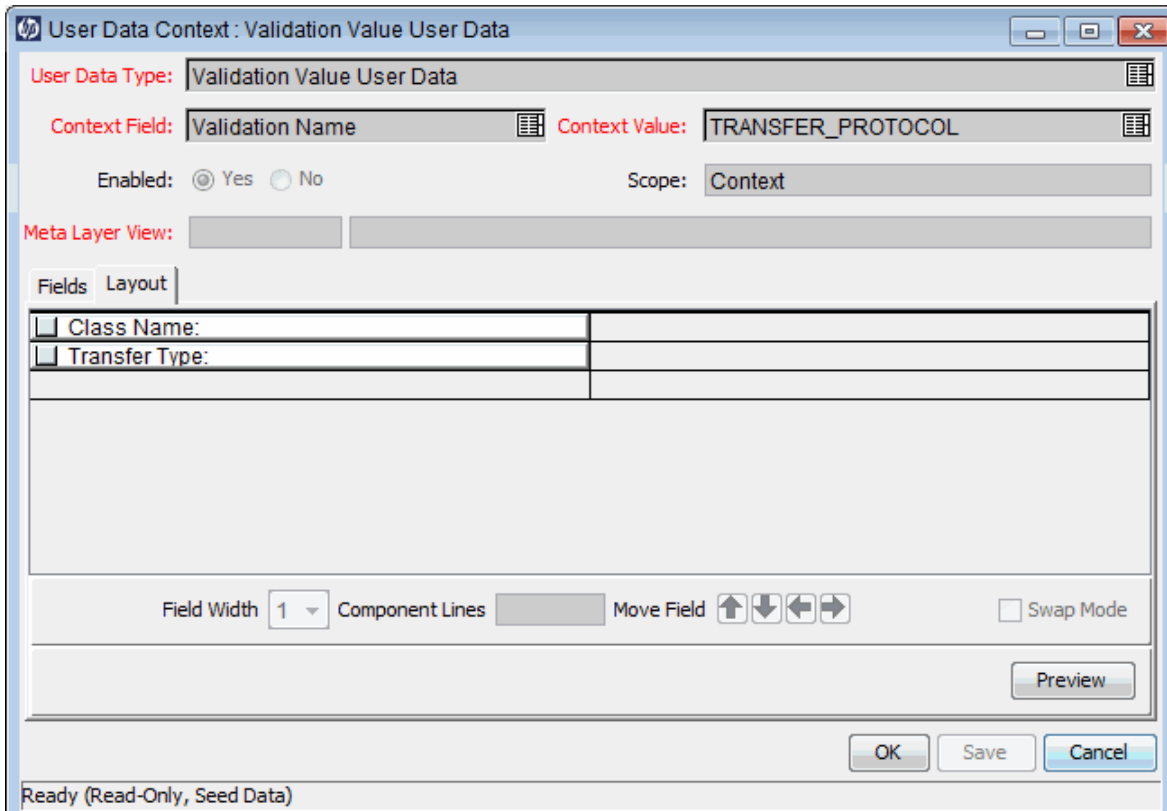 hp User Data Context : Validation Value User Data
User Data Type: Validation Value User Data
Context Field: Validation Name Context Value: TRANSFER_PROTOCOL
Enabled: Yes No Scope: Context
Meta Layer View:
Fields Layout
Class Name:
Transfer Type:
Field Width 1 Component Lines Move Field Swap Mode
Preview
OK Save Cancel
Ready (Read-Only, Seed Data)